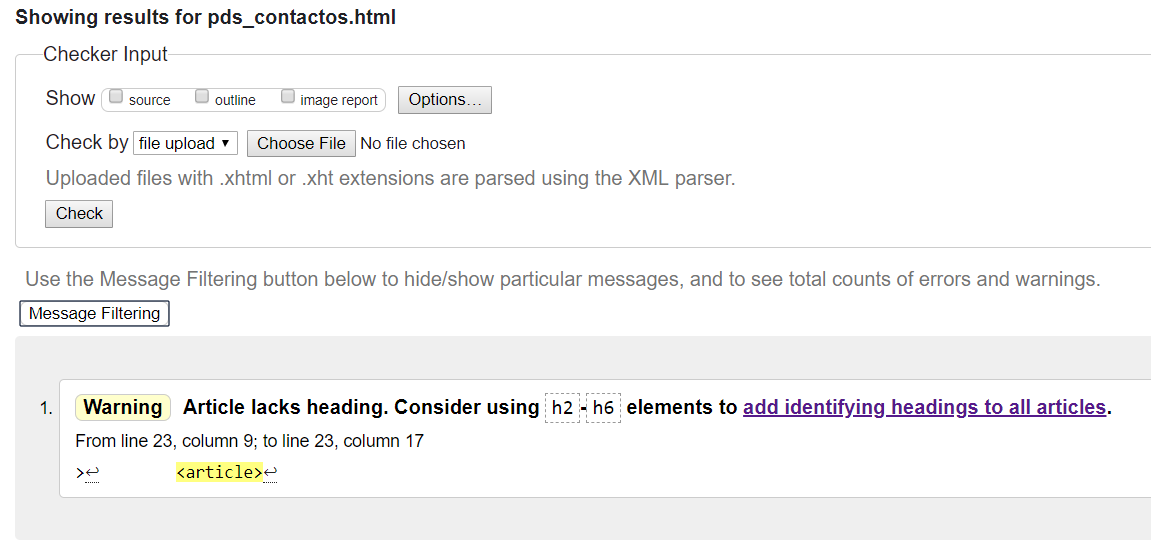 Showing results for pds_contactos.html
Checker Input
Show source outline image report Options...
Check by file upload ▼ Choose File No file chosen
Uploaded files with .xhtml or .xht extensions are parsed using the XML parser.
Check
Use the Message Filtering button below to hide/show particular messages, and to see total counts of errors and warnings.
Message Filtering
1. Warning Article lacks heading. Consider using h2-h6 elements to add identifying headings to all articles.
From line 23, column 9; to line 23, column 17
>↩ <article>↩